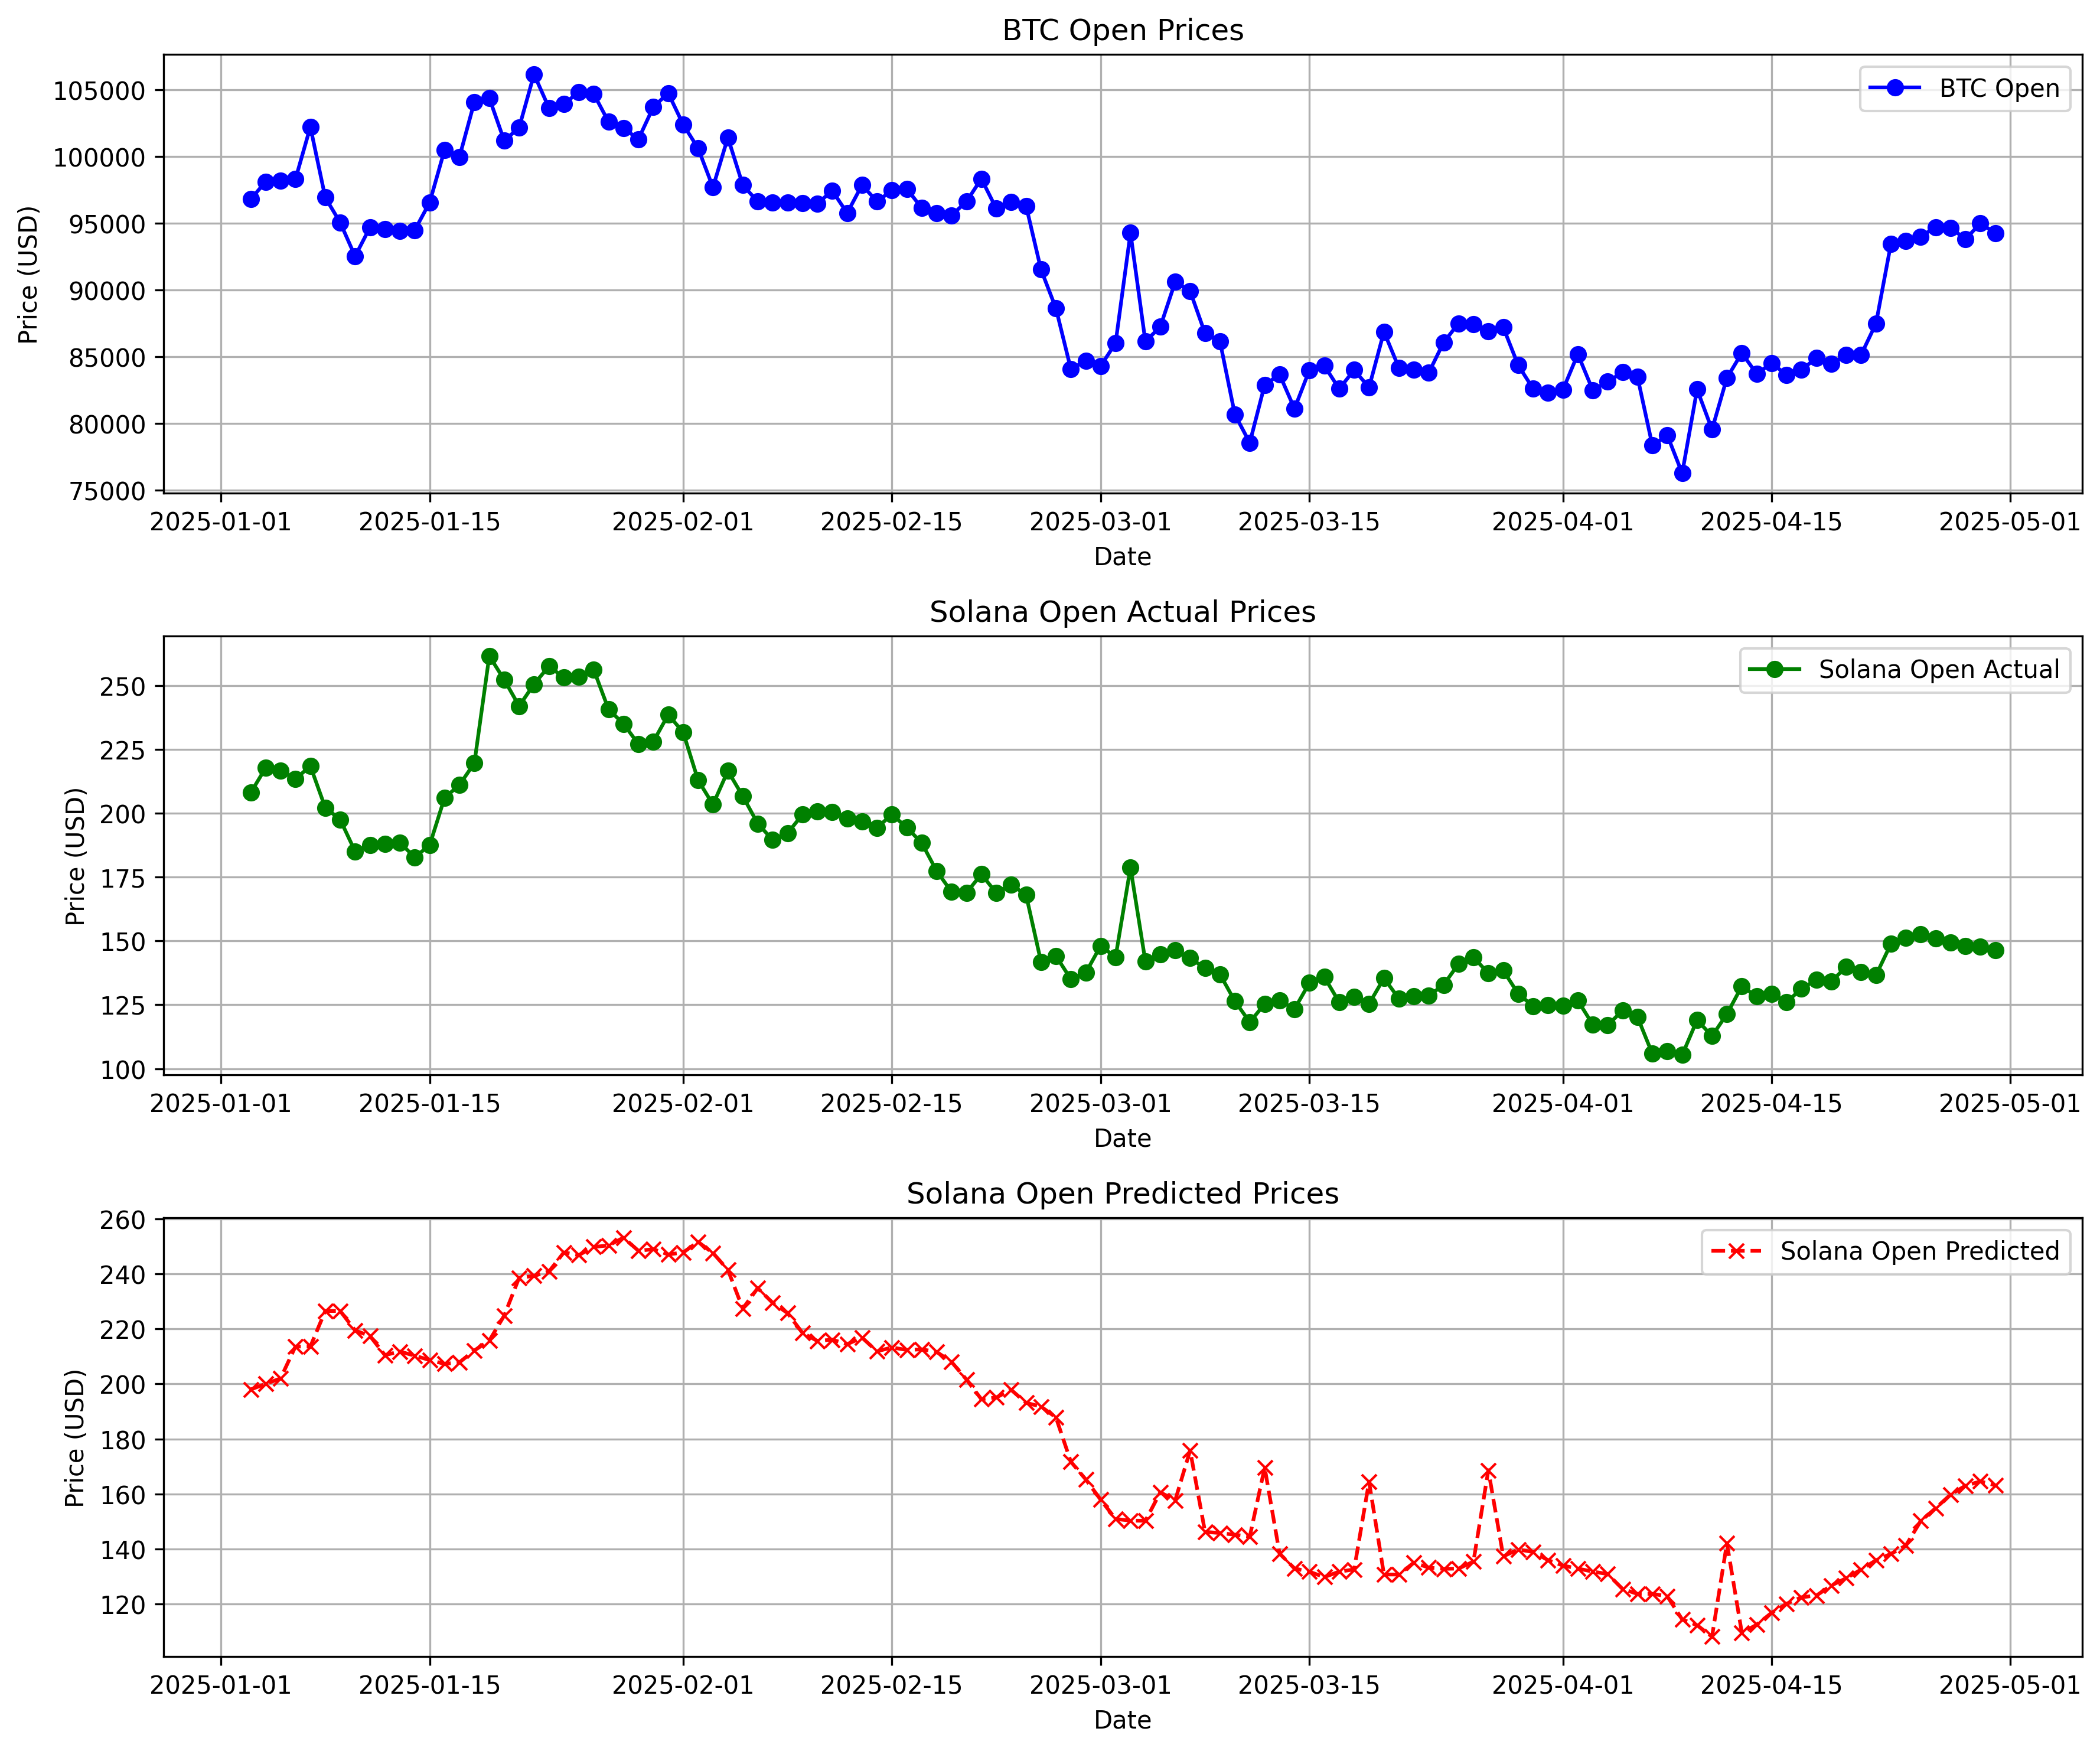 BTC Open Prices
BTC Open
105000
100000
95000
90000
85000
80000
75000
Price (USD)
2025-01-01 2025-01-15 2025-02-01 2025-02-15 2025-03-01 2025-03-15 2025-04-01 2025-04-15 2025-05-01
Date
Solana Open Actual Prices
Solana Open Actual
250
225
200
175
150
125
100
Price (USD)
2025-01-01 2025-01-15 2025-02-01 2025-02-15 2025-03-01 2025-03-15 2025-04-01 2025-04-15 2025-05-01
Date
Solana Open Predicted Prices
Solana Open Predicted
260
240
220
200
180
160
140
120
Price (USD)
2025-01-01 2025-01-15 2025-02-01 2025-02-15 2025-03-01 2025-03-15 2025-04-01 2025-04-15 2025-05-01
Date